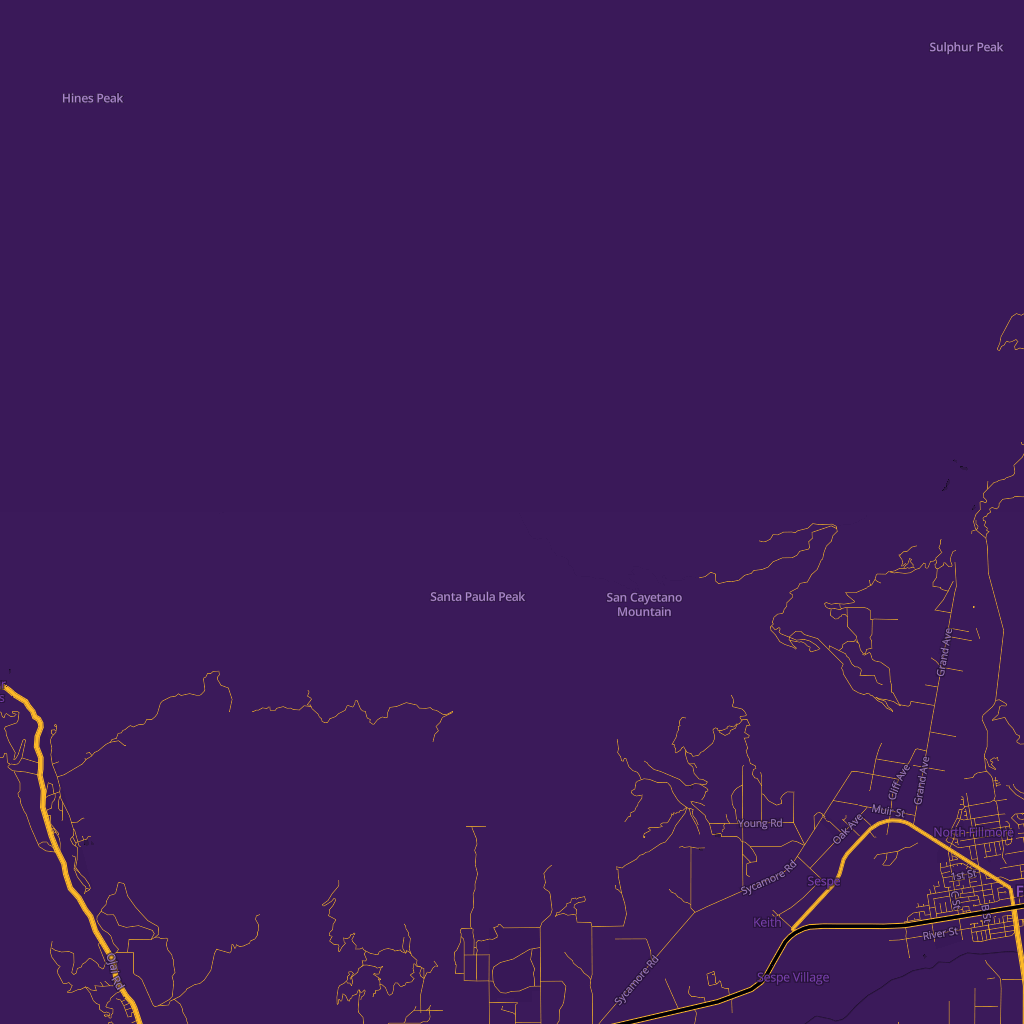 Sulphur Peak
Hines Peak
Santa Paula Peak
San Cayetano
Mountain
Grand Ave
Grand Ave
Cliff Ave
Muir St
Oak Ave
Young Rd
North Fillmore
Sycamore Rd
Sespe
1st St
Keith
River St
Sespe Village
Sycamore Rd